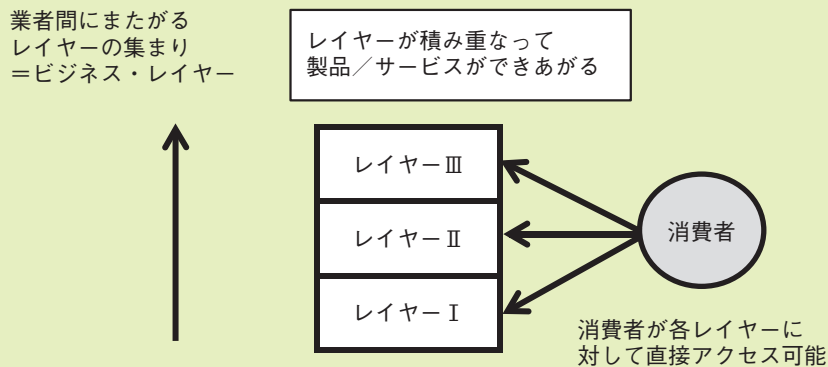 業者間にまたがる
レイヤーの集まり
＝ビジネス・レイヤー
レイヤーが積み重なって
製品／サービスができあがる
レイヤーⅢ
レイヤーⅡ
レイヤーⅠ
消費者
消費者が各レイヤーに
対して直接アクセス可能